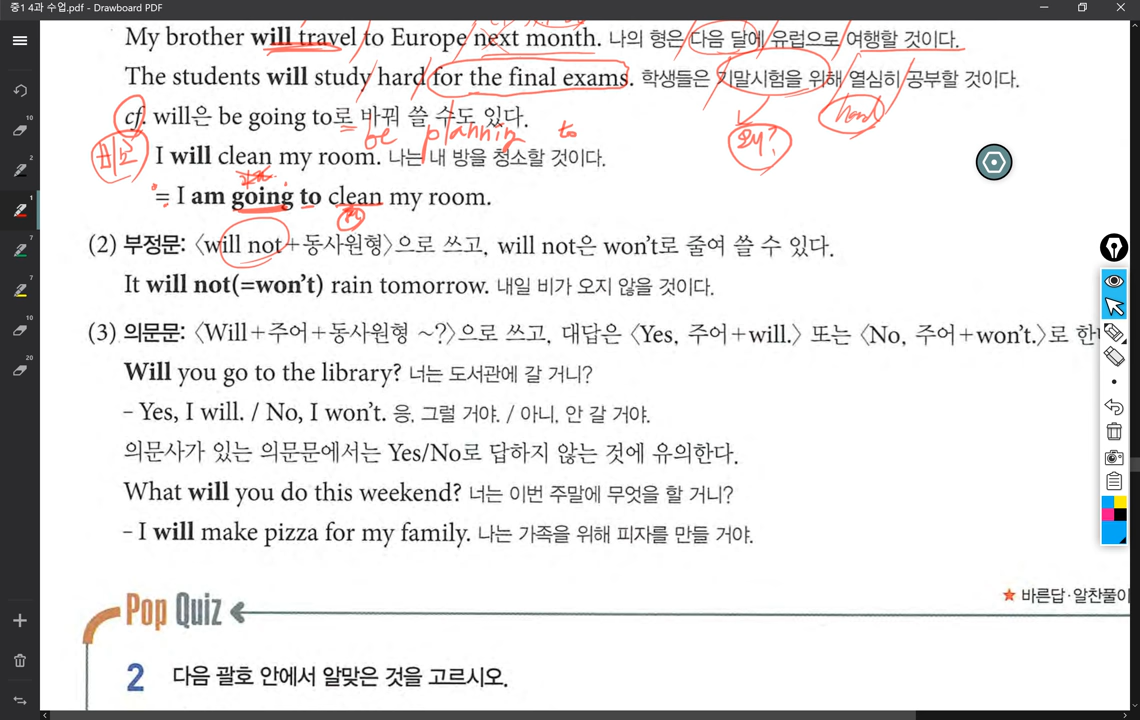 중1 4과 수업.pdf - Drawboard PDF
My brother will travel to Europe next month. 나의 형은 다음 달에 유럽으로 여행할 것이다.
The students will study hard for the final exams. 학생들은 기말시험을 위해 열심히 공부할 것이다.
hard
cf. will은 be going to로 바꿔 쓸 수도 있다.
= be planning to
비교
I will clean my room. 나는 내 방을 청소할 것이다.
= I am going to clean my room.
(2) 부정문: 〈will not+동사원형〉으로 쓰고, will not은 won't로 줄여 쓸 수 있다.
It will not(=won't) rain tomorrow. 내일 비가 오지 않을 것이다.
(3) 의문문: 〈Will+주어+동사원형 ~?〉으로 쓰고, 대답은 〈Yes, 주어+will.〉 또는 〈No, 주어+won't.〉로 한
Will you go to the library? 너는 도서관에 갈 거니?
– Yes, I will. / No, I won't. 응, 그럴 거야. / 아니, 안 갈 거야.
의문사가 있는 의문문에서는 Yes/No로 답하지 않는 것에 유의한다.
What will you do this weekend? 너는 이번 주말에 무엇을 할 거니?
– I will make pizza for my family. 나는 가족을 위해 피자를 만들 거야.
★ 바른답·알찬풀이
Pop Quiz
2 다음 괄호 안에서 알맞은 것을 고르시오.
10
2
1
7
7
10
20